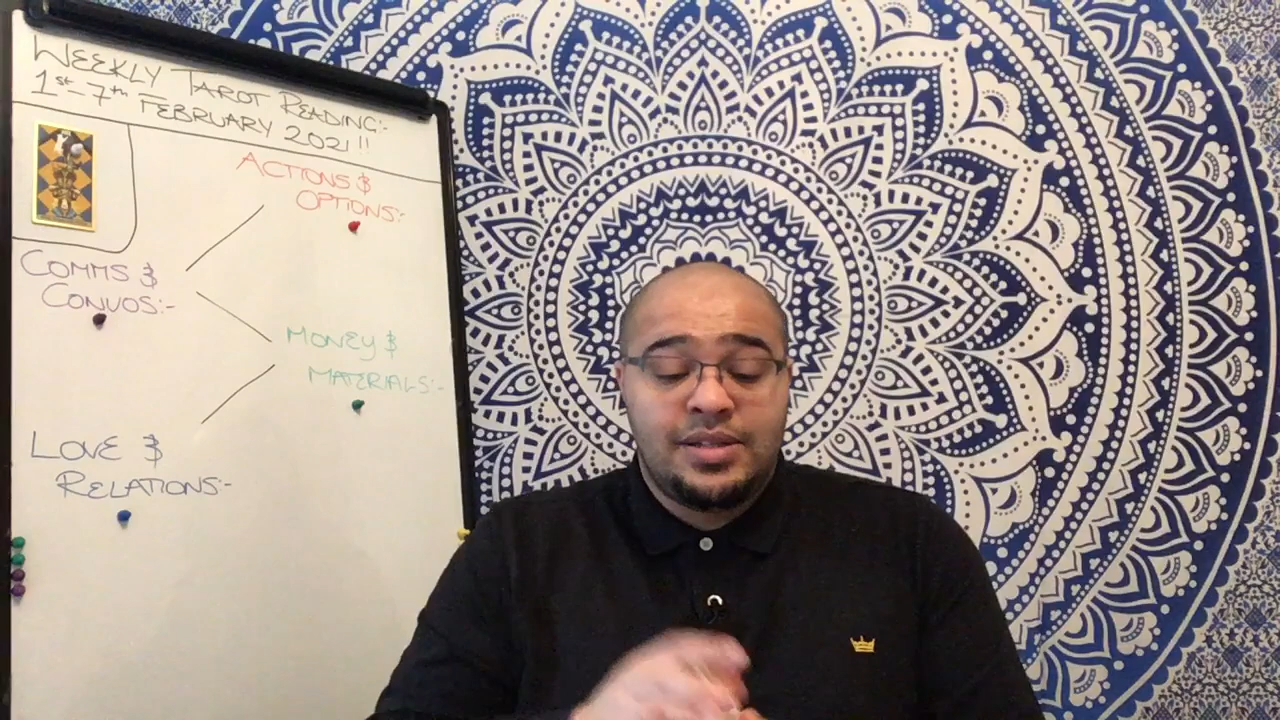 WEEKLY TAROT READING:-
1st-7th FEBRUARY 2021!!
ACTIONS &
OPTIONS:-
COMMS &
CONVOS:-
MONEY &
MATERIALS:-
LOVE &
RELATIONS:-